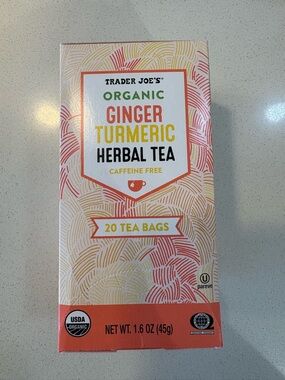 TRADER JOE'S
ORGANIC
GINGER
TURMERIC
HERBAL TEA
CAFFEINE FREE
20 TEA BAGS
U
pareve
USDA
ORGANIC
NET WT. 1.6 OZ (45g)